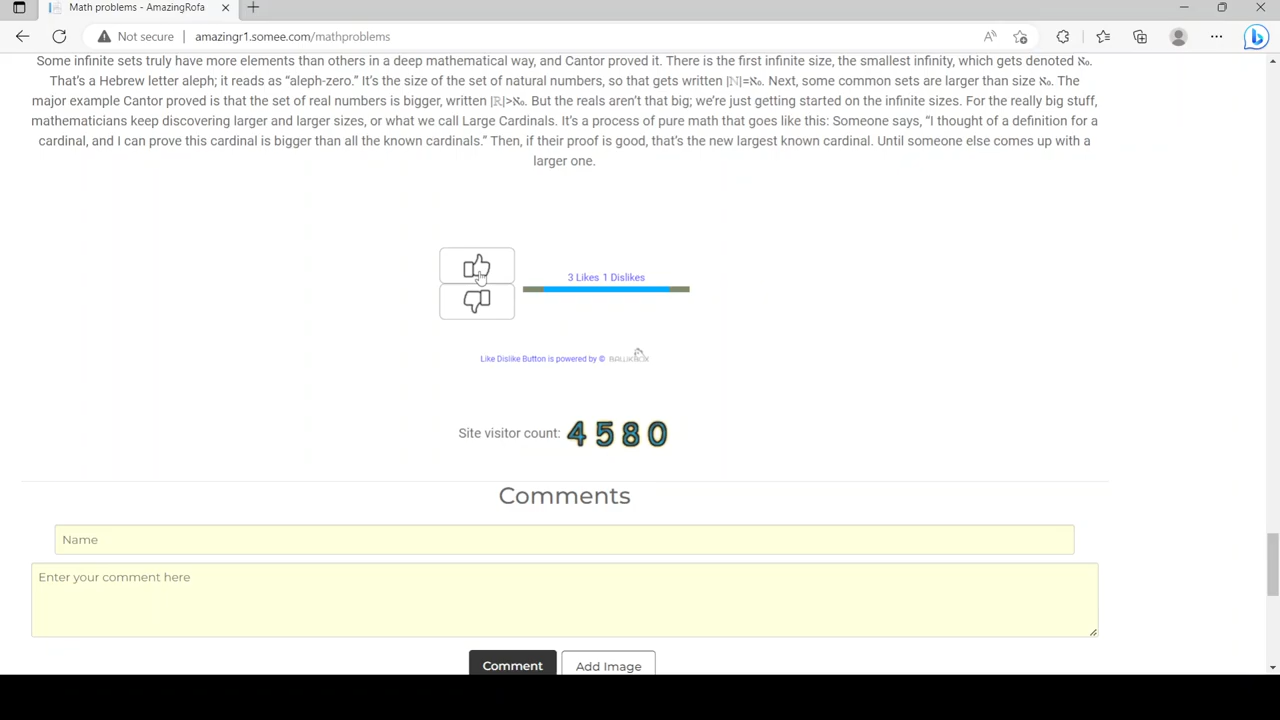 Math problems - AmazingRofa
Not secure
amazingr1.somee.com/mathproblems
Some infinite sets truly have more elements than others in a deep mathematical way, and Cantor proved it. There is the first infinite size, the smallest infinity, which gets denoted ℵ₀.
That’s a Hebrew letter aleph; it reads as “aleph-zero.” It’s the size of the set of natural numbers, so that gets written |ℕ|=ℵ₀. Next, some common sets are larger than size ℵ₀. The
major example Cantor proved is that the set of real numbers is bigger, written |ℝ|>ℵ₀. But the reals aren’t that big; we’re just getting started on the infinite sizes. For the really big stuff,
mathematicians keep discovering larger and larger sizes, or what we call Large Cardinals. It’s a process of pure math that goes like this: Someone says, “I thought of a definition for a
cardinal, and I can prove this cardinal is bigger than all the known cardinals.” Then, if their proof is good, that’s the new largest known cardinal. Until someone else comes up with a
larger one.
3 Likes 1 Dislikes
Like Dislike Button is powered by ©
Site visitor count: 4580
Comments
Name
Enter your comment here
Comment
Add Image